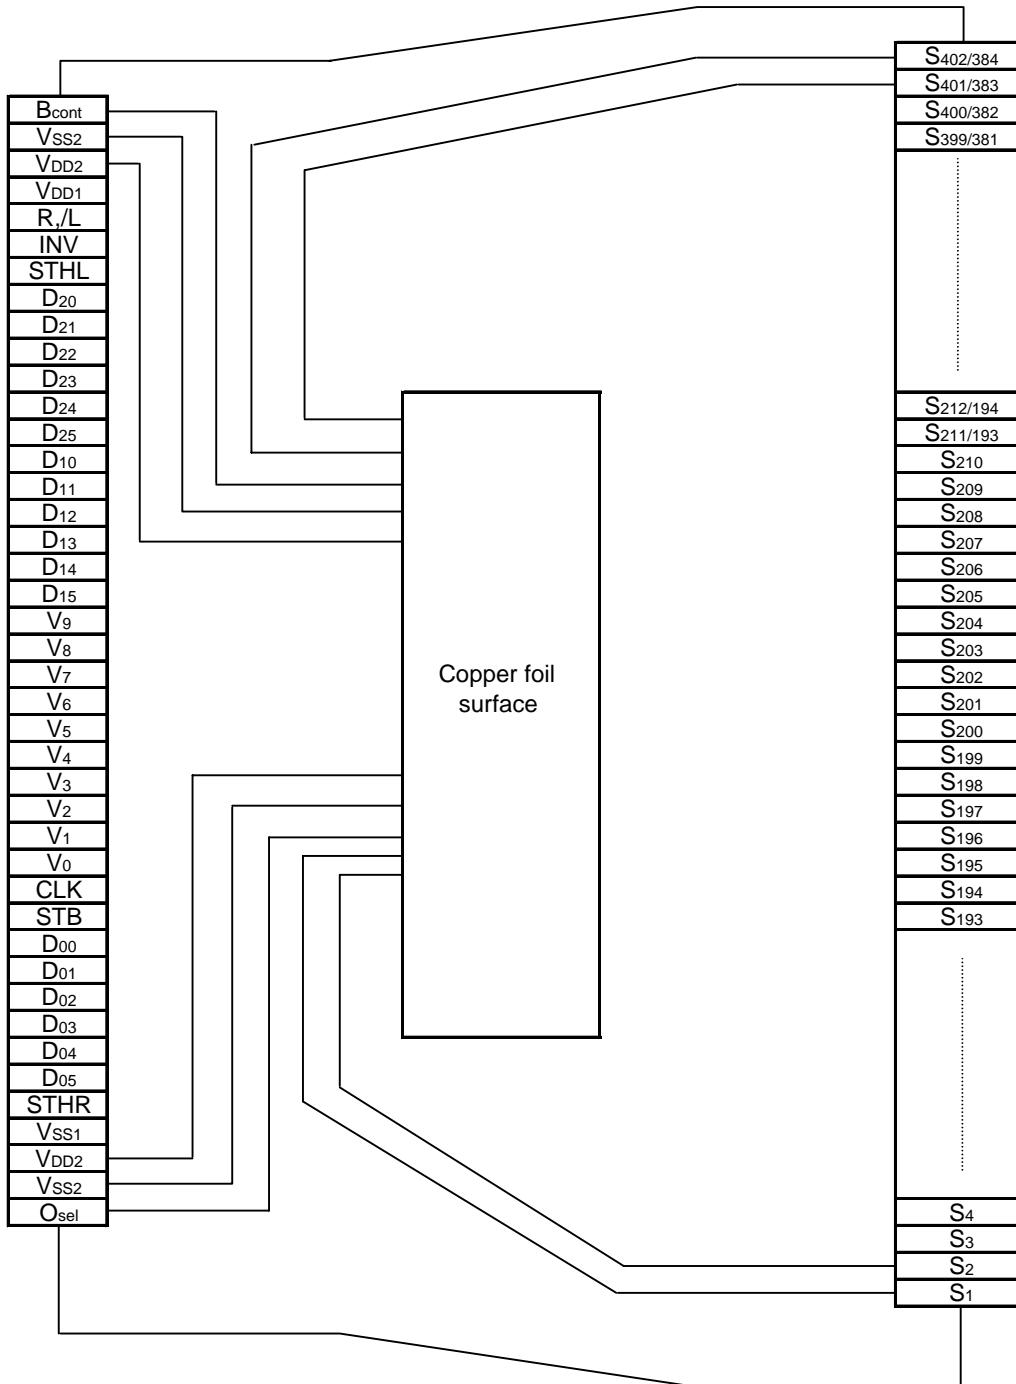 Bcont
VSS2
VDD2
VDD1
R,/L
INV
STHL
D20
D21
D22
D23
D24
D25
D10
D11
D12
D13
D14
D15
V9
V8
V7
V6
V5
V4
V3
V2
V1
V0
CLK
STB
D00
D01
D02
D03
D04
D05
STHR
VSS1
VDD2
VSS2
Osel
Copper foil
surface
S402/384
S401/383
S400/382
S399/381
S212/194
S211/193
S210
S209
S208
S207
S206
S205
S204
S203
S202
S201
S200
S199
S198
S197
S196
S195
S194
S193
S4
S3
S2
S1